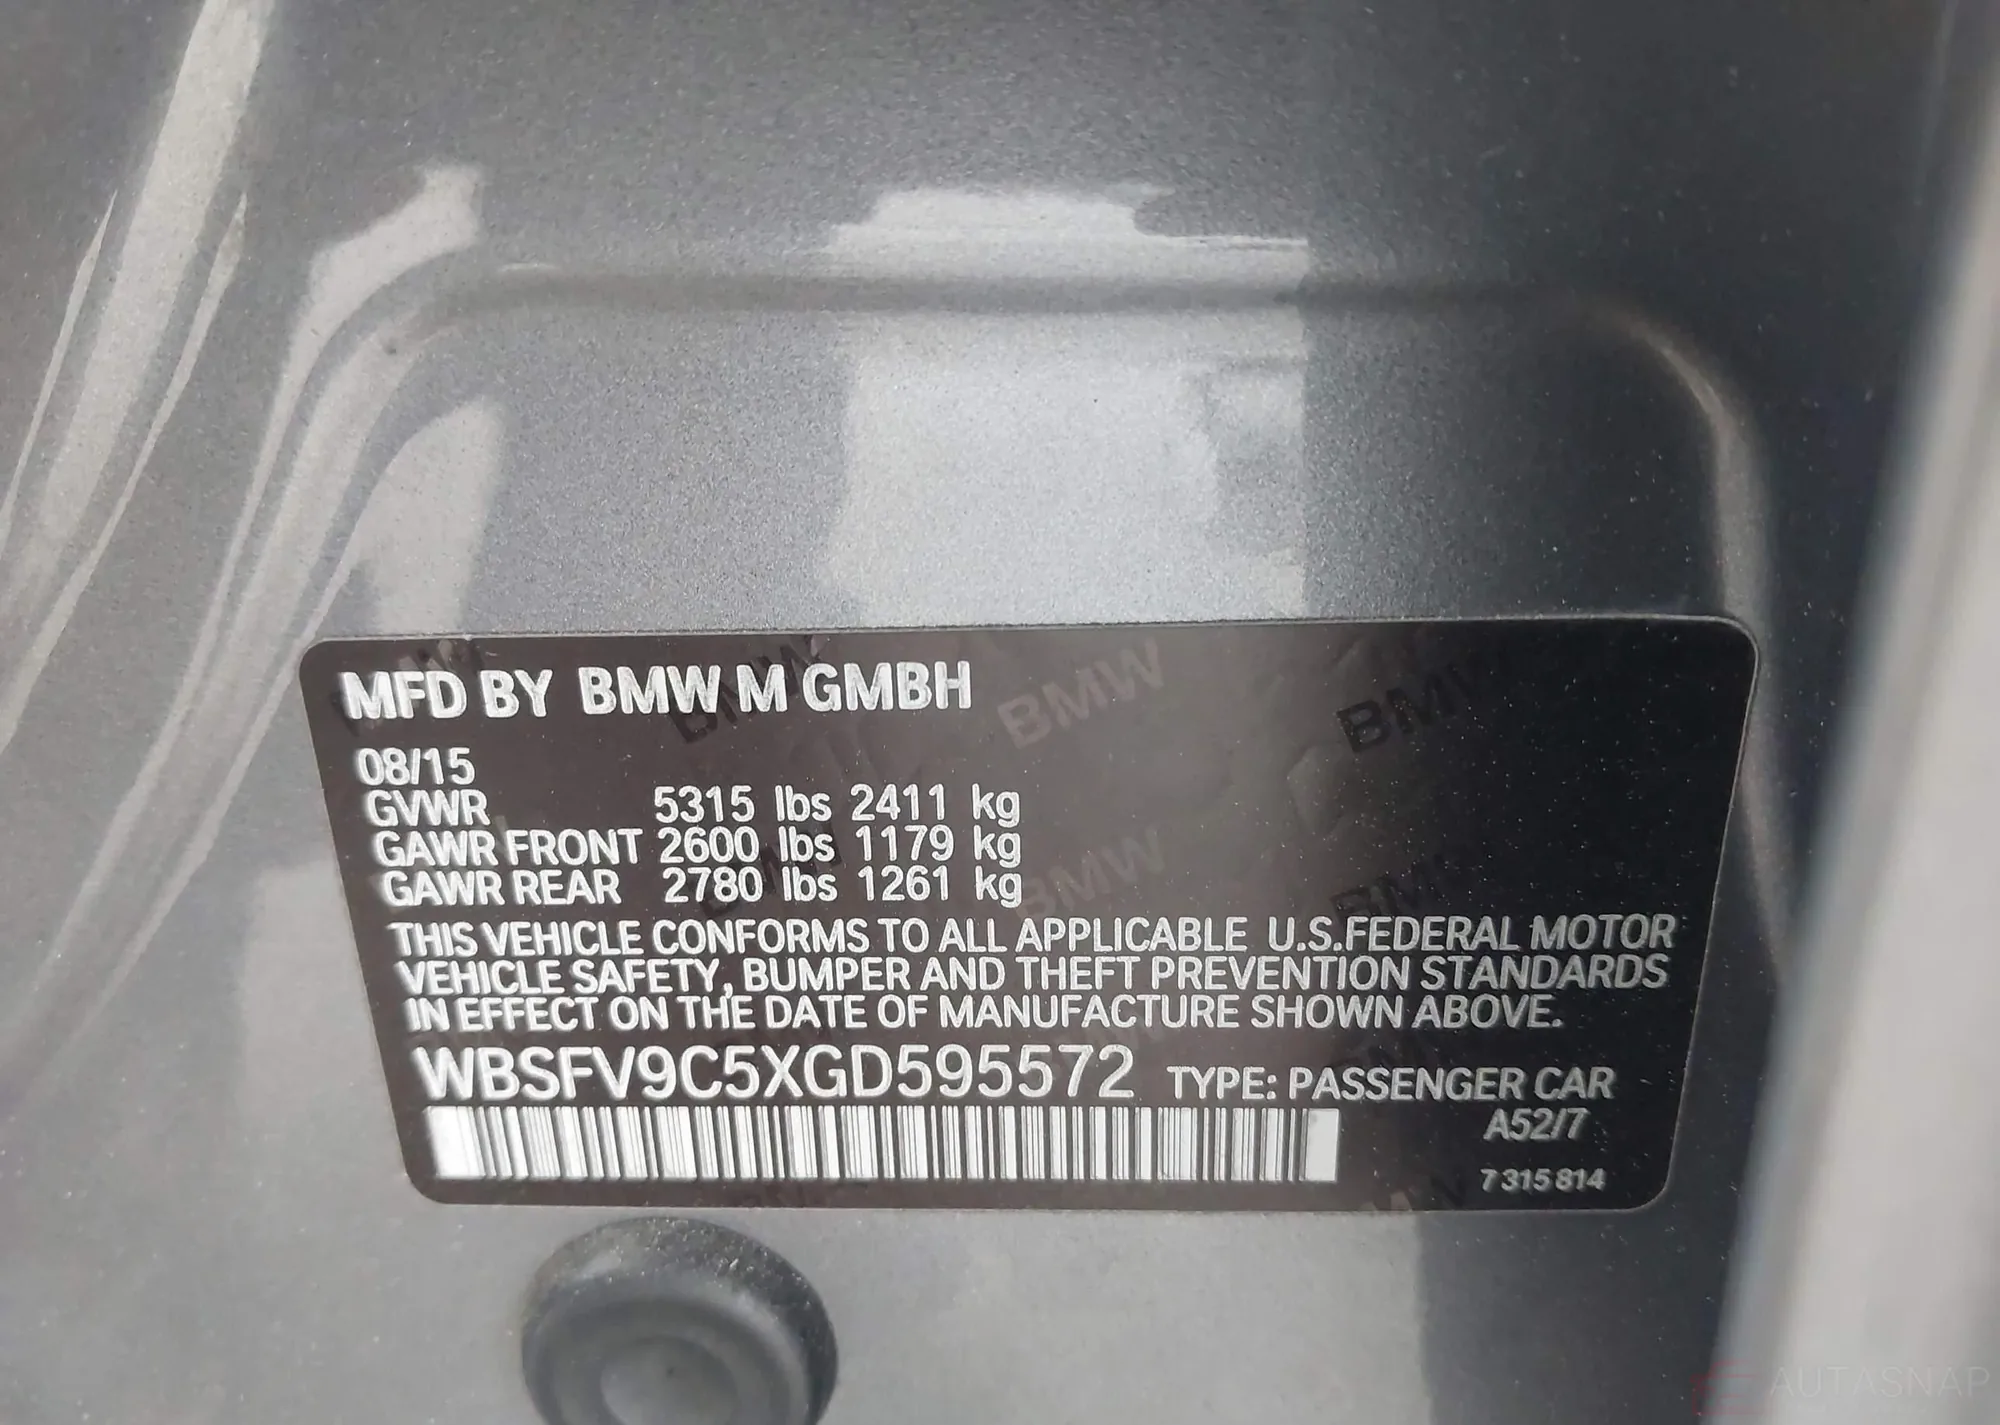 MFD BY BMW M GMBH
08/15
GVWR 5315 lbs 2411 kg
GAWR FRONT 2600 lbs 1179 kg
GAWR REAR 2780 lbs 1261 kg
THIS VEHICLE CONFORMS TO ALL APPLICABLE U.S.FEDERAL MOTOR
VEHICLE SAFETY, BUMPER AND THEFT PREVENTION STANDARDS
IN EFFECT ON THE DATE OF MANUFACTURE SHOWN ABOVE.
WBSFV9C5XGD595572 TYPE: PASSENGER CAR
A52/7
7 315 814
AUTASNAP